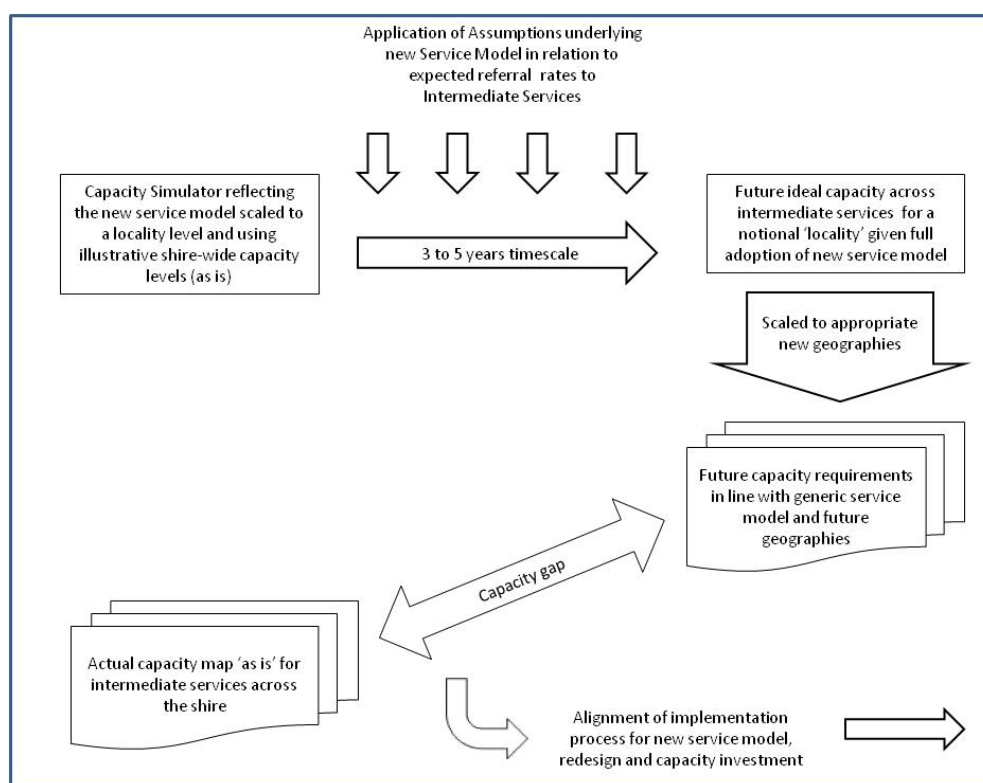 Application of Assumptions underlying
new Service Model in relation to
expected referral rates to
Intermediate Services
Capacity Simulator reflecting
the new service model scaled to
a locality level and using
illustrative shire-wide capacity
levels (as is)
3 to 5 years timescale
Future ideal capacity across
intermediate services for a
notional ‘locality’ given full
adoption of new service model
Scaled to appropriate
new geographies
Future capacity requirements
in line with generic service
model and future
geographies
Capacity gap
Actual capacity map ‘as is’ for
intermediate services across
the shire
Alignment of implementation
process for new service model,
redesign and capacity investment